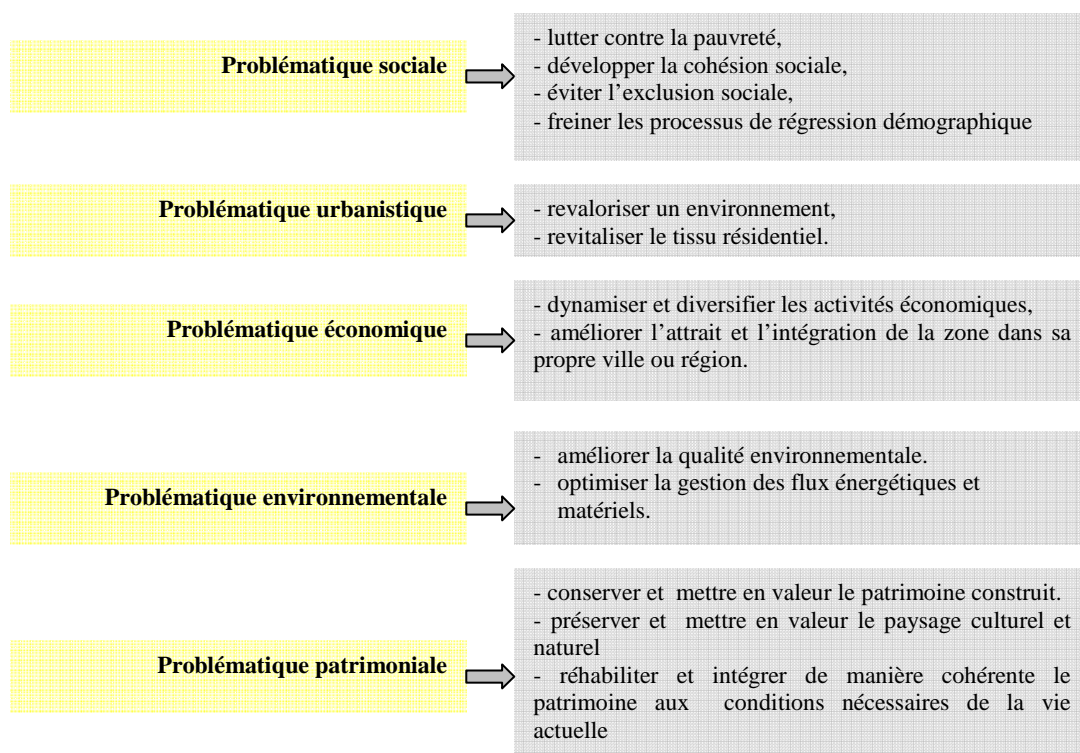 Problématique sociale
- lutter contre la pauvreté,
- développer la cohésion sociale,
- éviter l’exclusion sociale,
- freiner les processus de régression démographique
Problématique urbanistique
- revaloriser un environnement,
- revitaliser le tissu résidentiel.
Problématique économique
- dynamiser et diversifier les activités économiques,
- améliorer l’attrait et l’intégration de la zone dans sa
propre ville ou région.
Problématique environnementale
- améliorer la qualité environnementale.
- optimiser la gestion des flux énergétiques et
matériels.
Problématique patrimoniale
- conserver et mettre en valeur le patrimoine construit.
- préserver et mettre en valeur le paysage culturel et
naturel
- réhabiliter et intégrer de manière cohérente le
patrimoine aux conditions nécessaires de la vie
actuelle